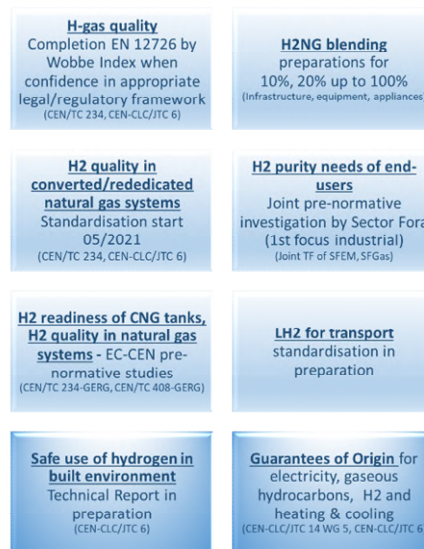 H-gas quality
Completion EN 12726 by
Wobbe Index when
confidence in appropriate
legal/regulatory framework
(CEN/TC 234, CEN-CLC/JTC 6)
H2NG blending
preparations for
10%, 20% up to 100%
(Infrastructure, equipment, appliances)
H2 quality in
converted/rededicated
natural gas systems
Standardisation start
05/2021
(CEN/TC 234, CEN-CLC/JTC 6)
H2 purity needs of end-
users
Joint pre-normative
investigation by Sector Fora
(1st focus industrial)
(Joint TF of SFEM, SFGas)
H2 readiness of CNG tanks,
H2 quality in natural gas
systems - EC-CEN pre-
normative studies
(CEN/TC 234-GERG, CEN/TC 408-GERG)
LH2 for transport
standardisation in
preparation
Safe use of hydrogen in
built environment
Technical Report in
preparation
(CEN-CLC/JTC 6)
Guarantees of Origin for
electricity, gaseous
hydrocarbons, H2 and
heating & cooling
(CEN-CLC/JTC 14 WG 5, CEN-CLC/JTC 6)